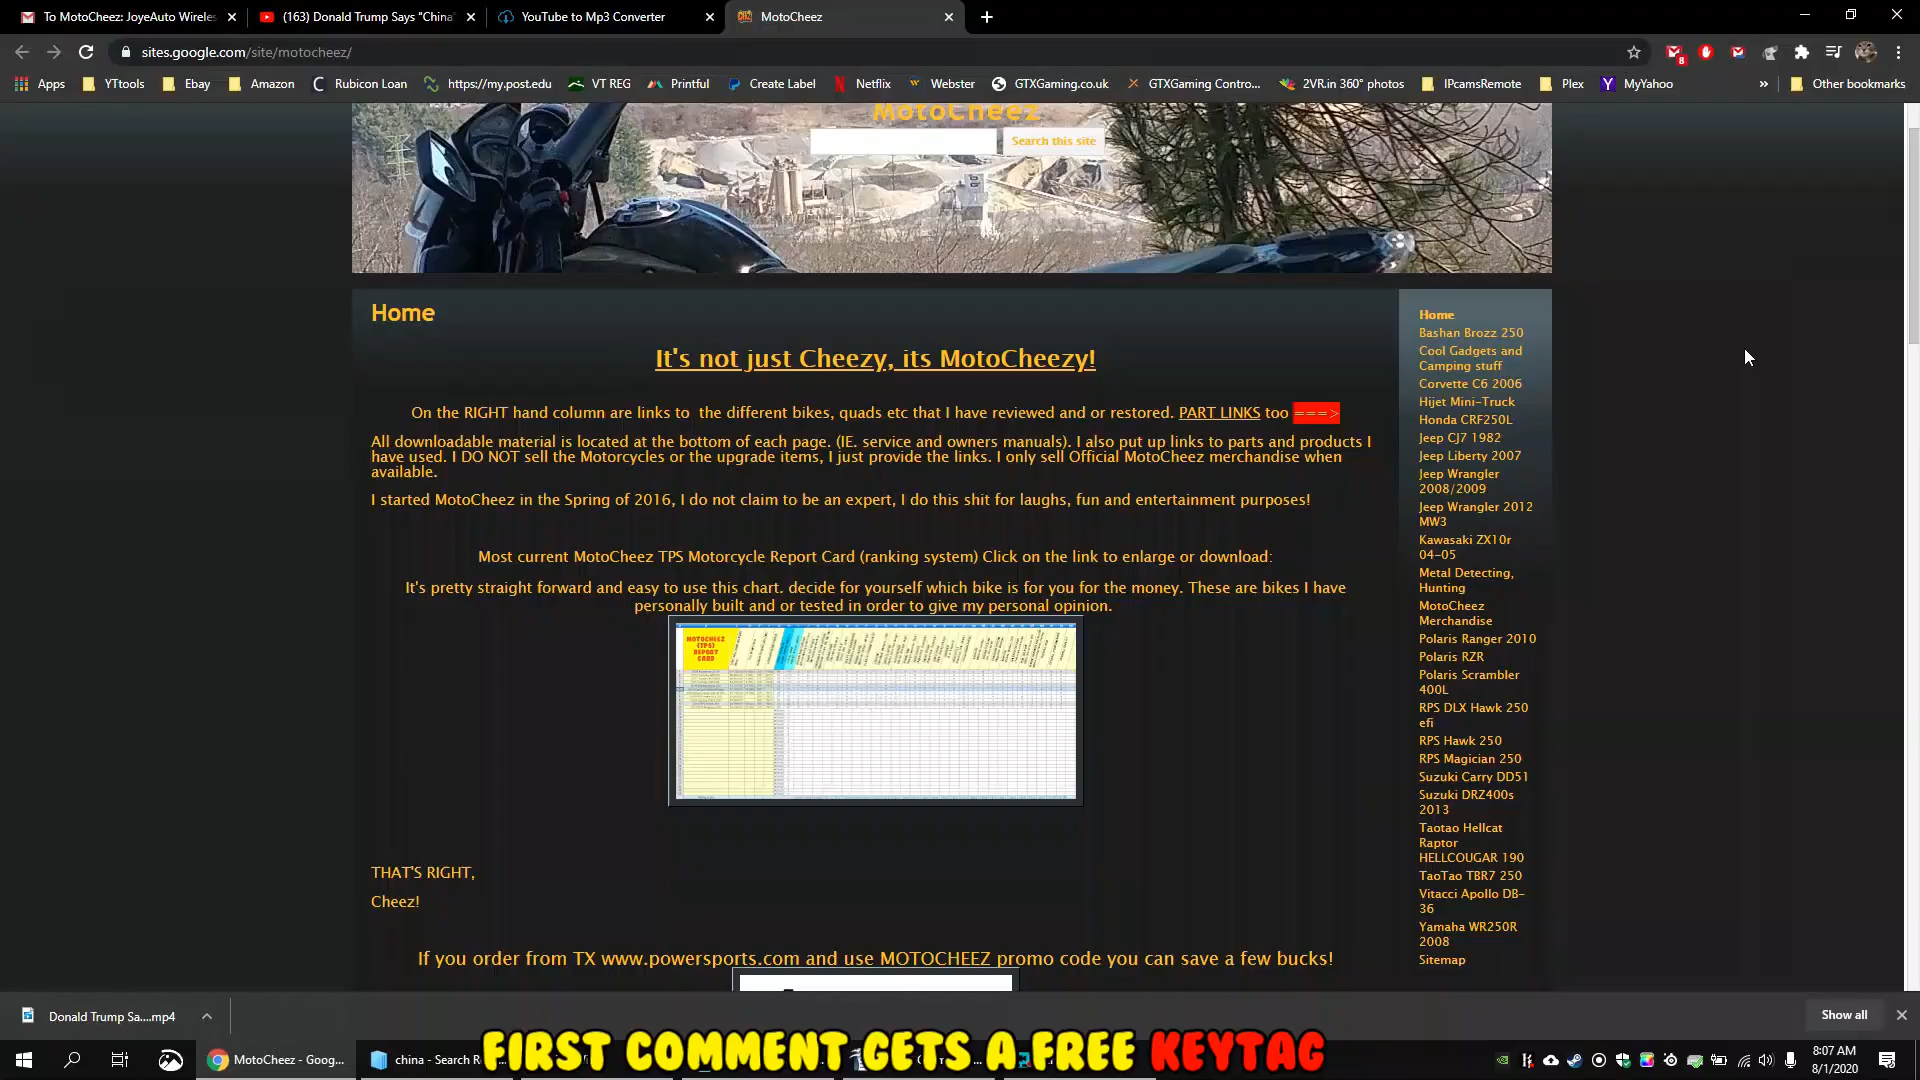 To MotoCheez: JoyeAuto Wireles
(163) Donald Trump Says "China"
YouTube to Mp3 Converter
MotoCheez
sites.google.com/site/motocheez/
8
Apps
YTtools
Ebay
Amazon
Rubicon Loan
https://my.post.edu
VT REG
Printful
Create Label
Netflix
Webster
GTXGaming.co.uk
GTXGaming Contro...
2VR.in 360° photos
IPcamsRemote
Plex
MyYahoo
»
Other bookmarks
MotoCheez
Search this site
Home
It's not just Cheezy, its MotoCheezy!
On the RIGHT hand column are links to the different bikes, quads etc that I have reviewed and or restored. PART LINKS too ===>
All downloadable material is located at the bottom of each page. (IE. service and owners manuals). I also put up links to parts and products I
have used. I DO NOT sell the Motorcycles or the upgrade items, I just provide the links. I only sell Official MotoCheez merchandise when
available.
I started MotoCheez in the Spring of 2016, I do not claim to be an expert, I do this shit for laughs, fun and entertainment purposes!
Most current MotoCheez TPS Motorcycle Report Card (ranking system) Click on the link to enlarge or download:
It's pretty straight forward and easy to use this chart. decide for yourself which bike is for you for the money. These are bikes I have
personally built and or tested in order to give my personal opinion.
MOTOCHEEZ
(TPS)
REPORT
CARD
THAT'S RIGHT,
Cheez!
If you order from TX www.powersports.com and use MOTOCHEEZ promo code you can save a few bucks!
Home
Bashan Brozz 250
Cool Gadgets and
Camping stuff
Corvette C6 2006
Hijet Mini-Truck
Honda CRF250L
Jeep CJ7 1982
Jeep Liberty 2007
Jeep Wrangler
2008/2009
Jeep Wrangler 2012
MW3
Kawasaki ZX10r
04-05
Metal Detecting,
Hunting
MotoCheez
Merchandise
Polaris Ranger 2010
Polaris RZR
Polaris Scrambler
400L
RPS DLX Hawk 250
efi
RPS Hawk 250
RPS Magician 250
Suzuki Carry DD51
Suzuki DRZ400s
2013
Taotao Hellcat
Raptor
HELLCOUGAR 190
TaoTao TBR7 250
Vitacci Apollo DB-
36
Yamaha WR250R
2008
Sitemap
Donald Trump Sa....mp4
Show all
MotoCheez - Goog...
china - Search Re
FIRST COMMENT GETS A FREE KEYTAG
8:07 AM
8/1/2020